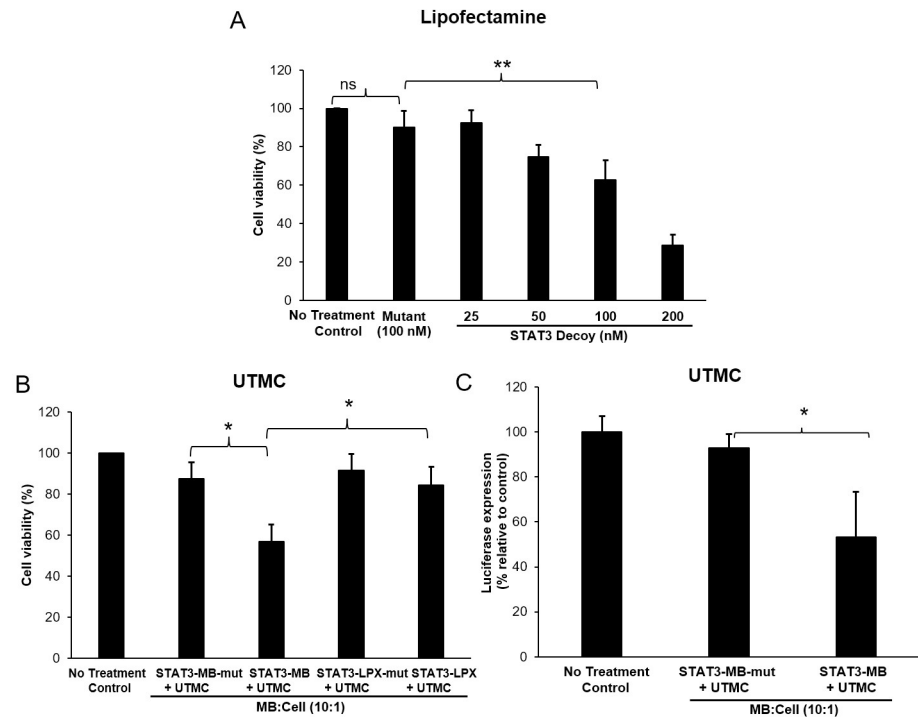 A
Lipofectamine
120
100
80
60
40
20
0
Cell viability (%)
ns
**
No Treatment
Control
Mutant
(100 nM)
25 50 100 200
STAT3 Decoy (nM)
B
UTMC
120
100
80
60
40
20
0
Cell viability (%)
*
*
No Treatment
Control
STAT3-MB-mut
+ UTMC
STAT3-MB
+ UTMC
STAT3-LPX-mut
+ UTMC
STAT3-LPX
+ UTMC
MB:Cell (10:1)
C
UTMC
120
100
80
60
40
20
0
Luciferase expression
(% relative to control)
*
No Treatment
Control
STAT3-MB-mut
+ UTMC
STAT3-MB
+ UTMC
MB:Cell (10:1)